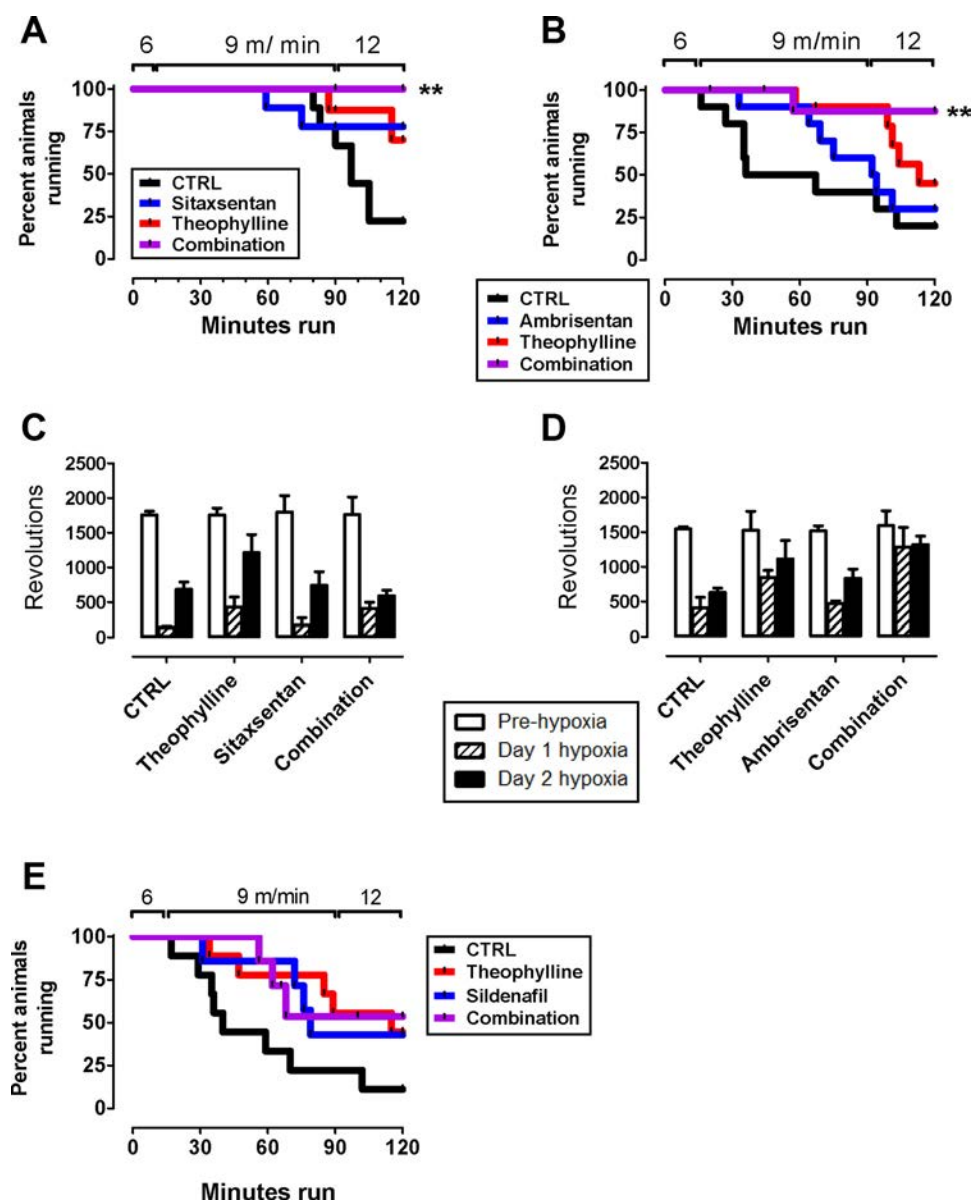 A
6 9 m/ min 12
100
75
50
25
0
Percent animals
running
**
CTRL
Sitaxsentan
Theophylline
Combination
0 30 60 90 120
Minutes run
B
6 9 m/min 12
100
75
50
25
0
Percent animals
running
**
0 30 60 90 120
Minutes run
CTRL
Ambrisentan
Theophylline
Combination
C
2500
2000
1500
1000
500
0
Revolutions
CTRL
Theophylline
Sitaxsentan
Combination
D
2500
2000
1500
1000
500
0
Revolutions
CTRL
Theophylline
Ambrisentan
Combination
Pre-hypoxia
Day 1 hypoxia
Day 2 hypoxia
E
6 9 m/min 12
100
75
50
25
0
Percent animals
running
CTRL
Theophylline
Sildenafil
Combination
0 30 60 90 120
Minutes run